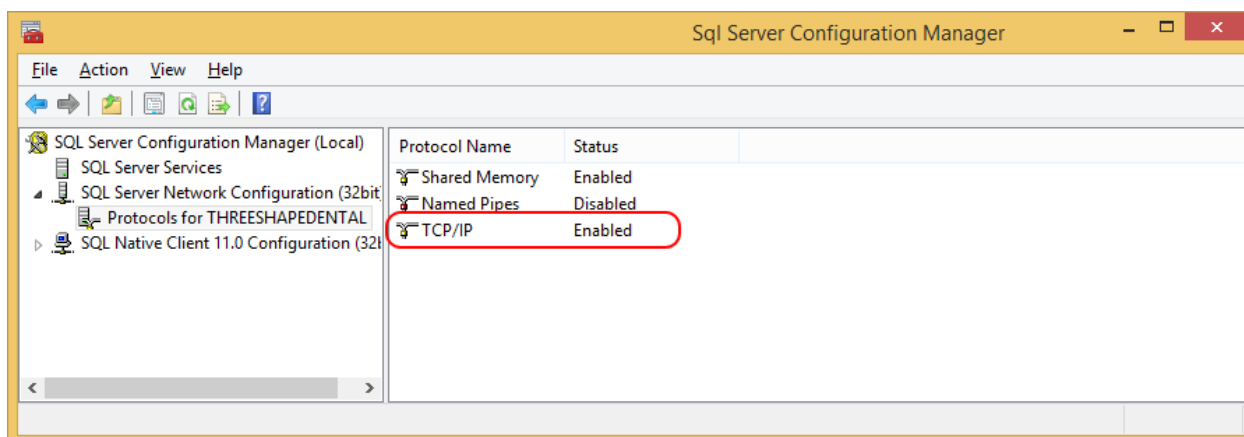 Sql Server Configuration Manager
File Action View Help
SQL Server Configuration Manager (Local)
SQL Server Services
SQL Server Network Configuration (32bit
Protocols for THREESHAPEDENTAL
SQL Native Client 11.0 Configuration (32b
Protocol Name Status
Shared Memory Enabled
Named Pipes Disabled
TCP/IP Enabled